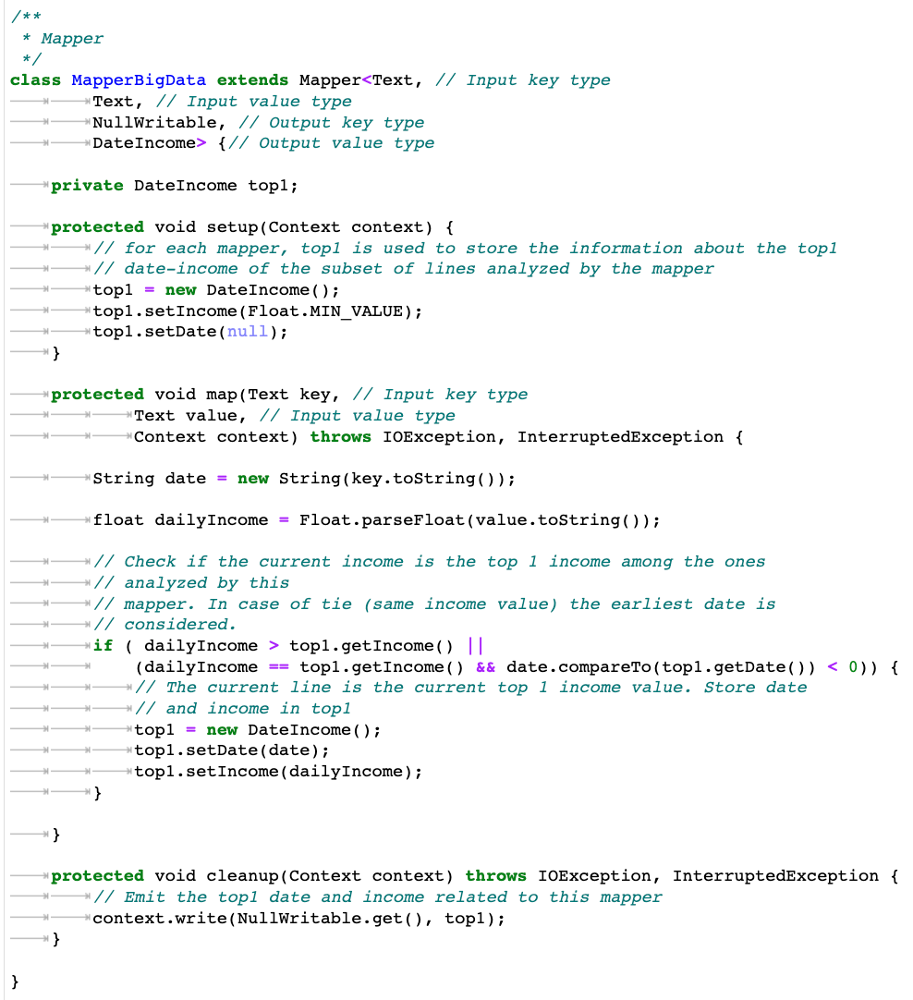 /**
 * Mapper
 */
class MapperBigData extends Mapper<Text, // Input key type
		Text, // Input value type
		NullWritable, // Output key type
		DateIncome> {// Output value type

	private DateIncome top1;

	protected void setup(Context context) {
		// for each mapper, top1 is used to store the information about the top1
		// date-income of the subset of lines analyzed by the mapper
		top1 = new DateIncome();
		top1.setIncome(Float.MIN_VALUE);
		top1.setDate(null);
	}

	protected void map(Text key, // Input key type
			Text value, // Input value type
			Context context) throws IOException, InterruptedException {

		String date = new String(key.toString());

		float dailyIncome = Float.parseFloat(value.toString());

		// Check if the current income is the top 1 income among the ones
		// analyzed by this
		// mapper. In case of tie (same income value) the earliest date is
		// considered.
		if ( dailyIncome > top1.getIncome() ||
		    (dailyIncome == top1.getIncome() && date.compareTo(top1.getDate()) < 0)) {
			// The current line is the current top 1 income value. Store date
			// and income in top1
			top1 = new DateIncome();
			top1.setDate(date);
			top1.setIncome(dailyIncome);
		}

	}

	protected void cleanup(Context context) throws IOException, InterruptedException {
		// Emit the top1 date and income related to this mapper
		context.write(NullWritable.get(), top1);
	}

}